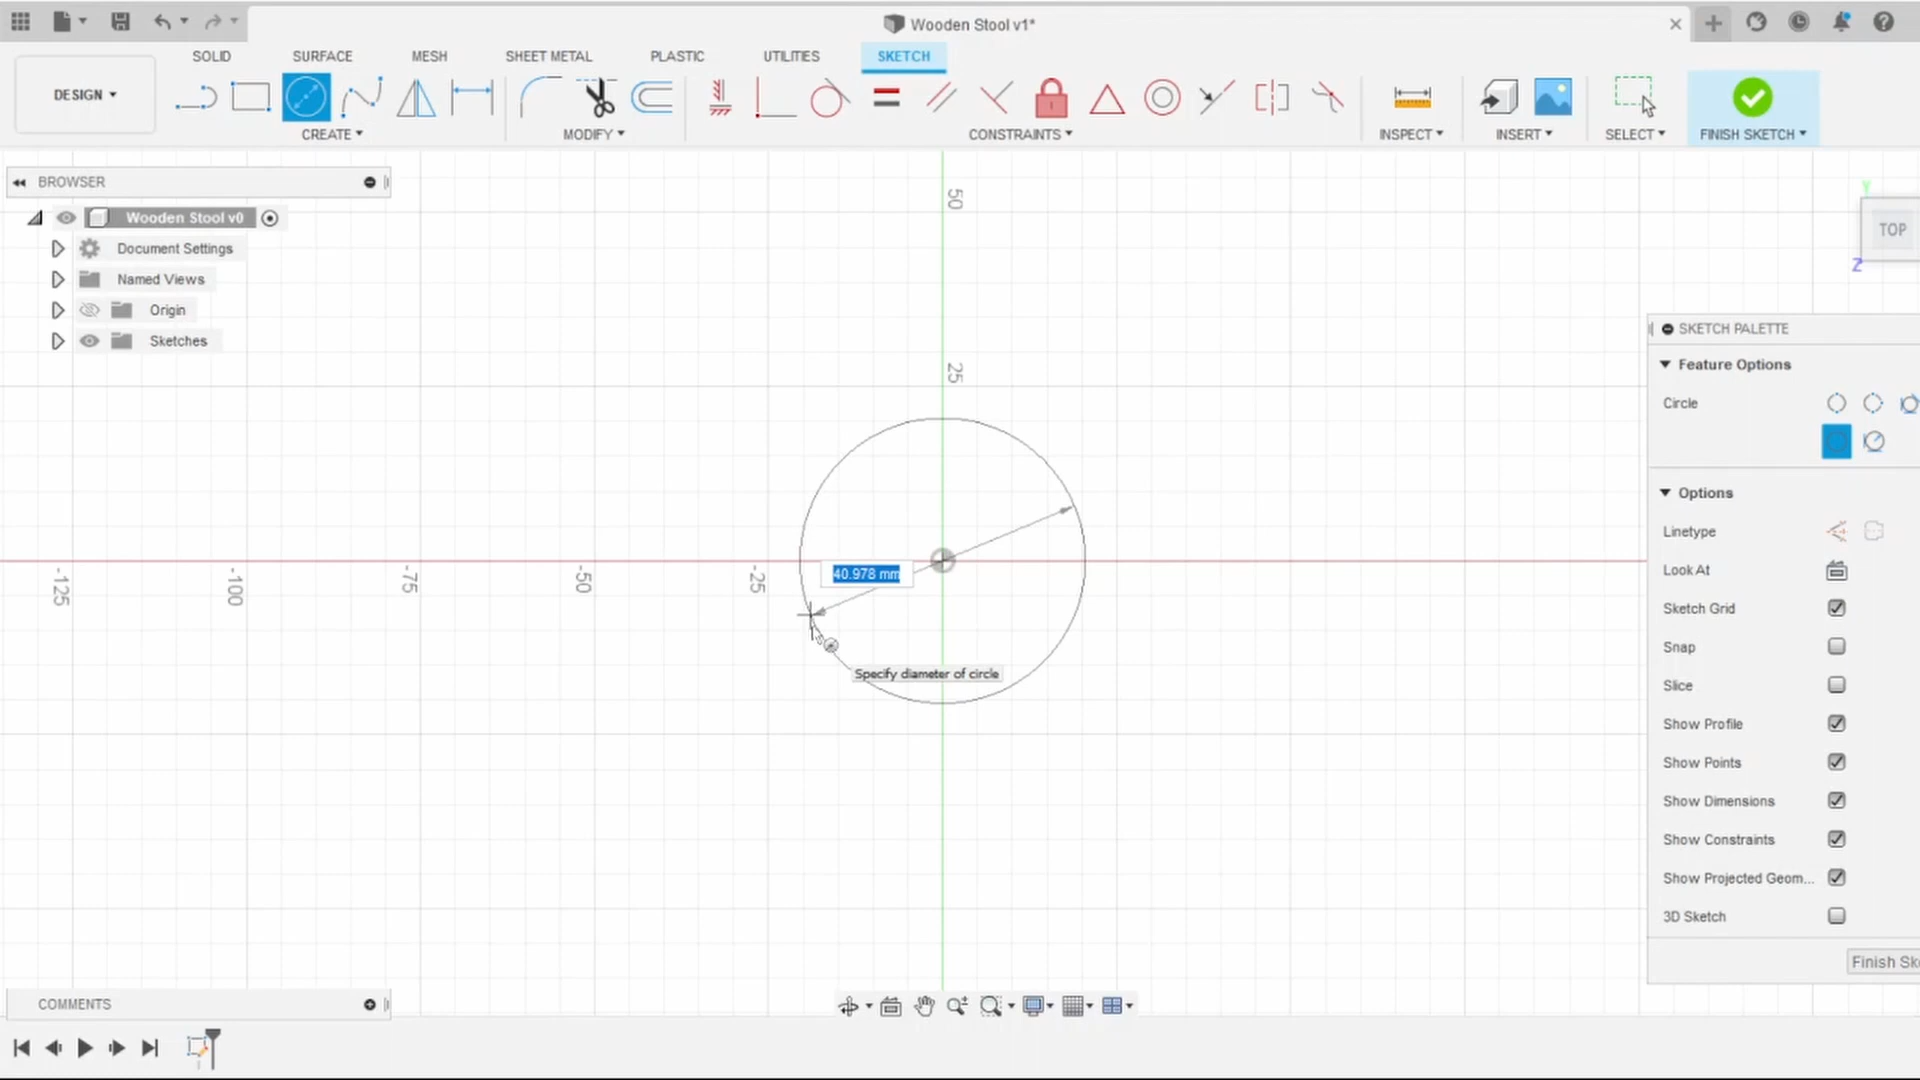 Wooden Stool v1*
SOLID
SURFACE
MESH
SHEET METAL
PLASTIC
UTILITIES
SKETCH
DESIGN
CREATE
MODIFY
CONSTRAINTS
INSPECT
INSERT
SELECT
FINISH SKETCH
BROWSER
Wooden Stool v0
Document Settings
Named Views
Origin
Sketches
50
25
-125
-100
-75
-50
-25
40.978 mm
Specify diameter of circle
Y
TOP
Z
SKETCH PALETTE
Feature Options
Circle
Options
Linetype
Look At
Sketch Grid
Snap
Slice
Show Profile
Show Points
Show Dimensions
Show Constraints
Show Projected Geom...
3D Sketch
Finish Ske
COMMENTS